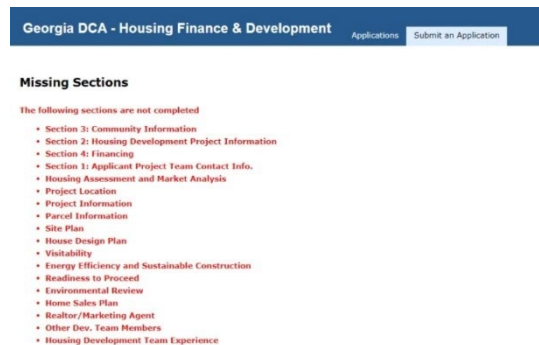 Georgia DCA - Housing Finance & Development
Applications
Submit an Application
Missing Sections
The following sections are not completed
• Section 3: Community Information
• Section 2: Housing Development Project Information
• Section 4: Financing
• Section 1: Applicant Project Team Contact Info.
• Housing Assessment and Market Analysis
• Project Location
• Project Information
• Parcel Information
• Site Plan
• House Design Plan
• Visitability
• Energy Efficiency and Sustainable Construction
• Readiness to Proceed
• Environmental Review
• Home Sales Plan
• Realtor/Marketing Agent
• Other Dev. Team Members
• Housing Development Team Experience